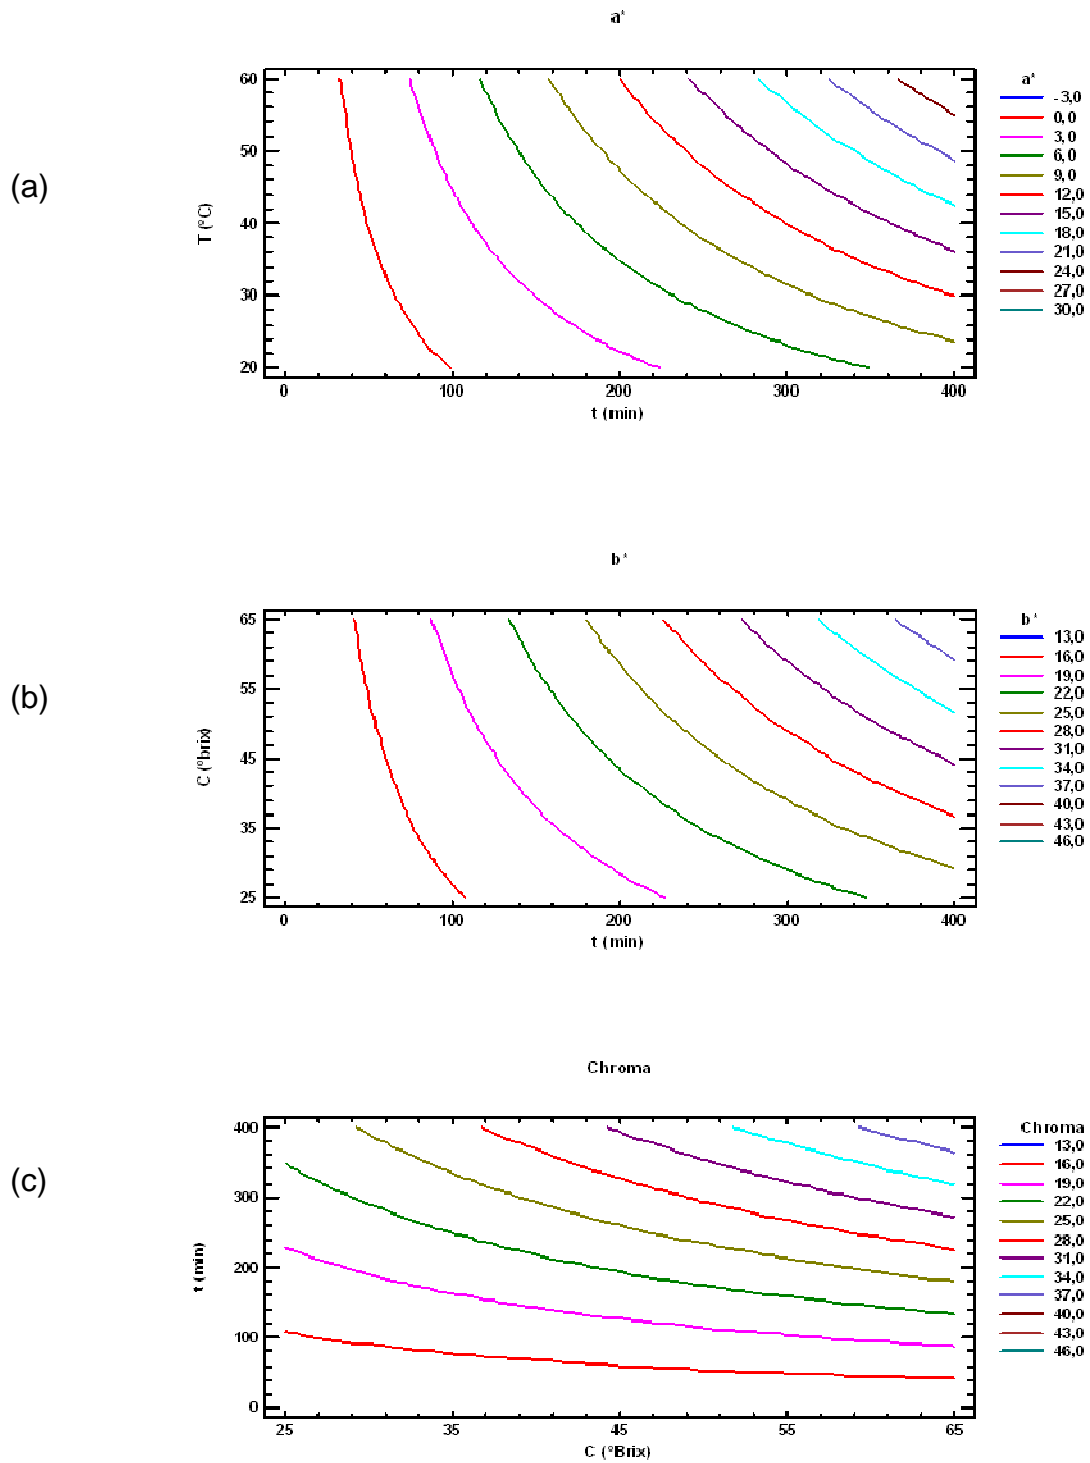 a*
(a)
T (°C)
60
50
40
30
20
0 100 200 300 400
t (min)
a*
-3,0
0,0
3,0
6,0
9,0
12,0
15,0
18,0
21,0
24,0
27,0
30,0
b*
(b)
C (°brix)
65
55
45
35
25
0 100 200 300 400
t (min)
b*
13,0
16,0
19,0
22,0
25,0
28,0
31,0
34,0
37,0
40,0
43,0
46,0
Chroma
(c)
t (min)
400
300
200
100
0
25 35 45 55 65
C (°Brix)
Chroma
13,0
16,0
19,0
22,0
25,0
28,0
31,0
34,0
37,0
40,0
43,0
46,0